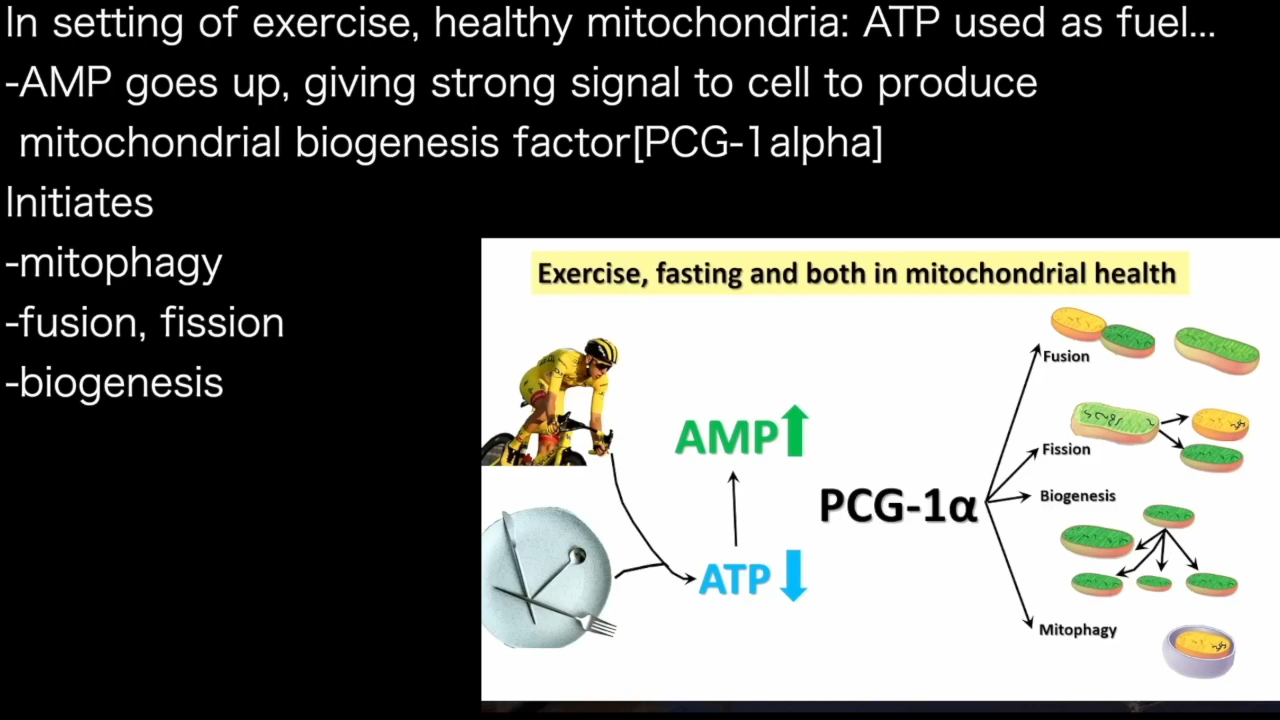 In setting of exercise, healthy mitochondria: ATP used as fuel...
-AMP goes up, giving strong signal to cell to produce
mitochondrial biogenesis factor[PCG-1alpha]
Initiates
-mitophagy
-fusion, fission
-biogenesis
Exercise, fasting and both in mitochondrial health
Fusion
AMP
Fission
Biogenesis
PCG-1α
ATP
Mitophagy